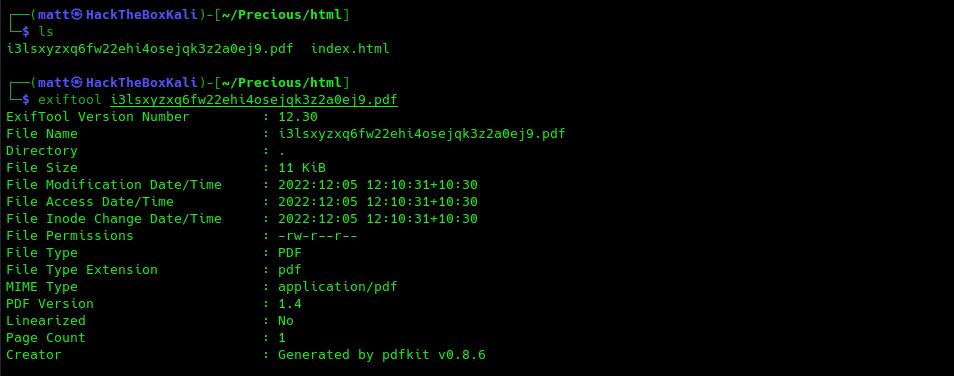 ┌──(matt㉿HackTheBoxKali)-[~/Precious/html]
└─$ ls
i3lsxyzxq6fw22ehi4osejqk3z2a0ej9.pdf  index.html

┌──(matt㉿HackTheBoxKali)-[~/Precious/html]
└─$ exiftool i3lsxyzxq6fw22ehi4osejqk3z2a0ej9.pdf
ExifTool Version Number         : 12.30
File Name                       : i3lsxyzxq6fw22ehi4osejqk3z2a0ej9.pdf
Directory                       : .
File Size                       : 11 KiB
File Modification Date/Time     : 2022:12:05 12:10:31+10:30
File Access Date/Time           : 2022:12:05 12:10:31+10:30
File Inode Change Date/Time     : 2022:12:05 12:10:31+10:30
File Permissions                : -rw-r--r--
File Type                       : PDF
File Type Extension             : pdf
MIME Type                       : application/pdf
PDF Version                     : 1.4
Linearized                      : No
Page Count                      : 1
Creator                         : Generated by pdfkit v0.8.6